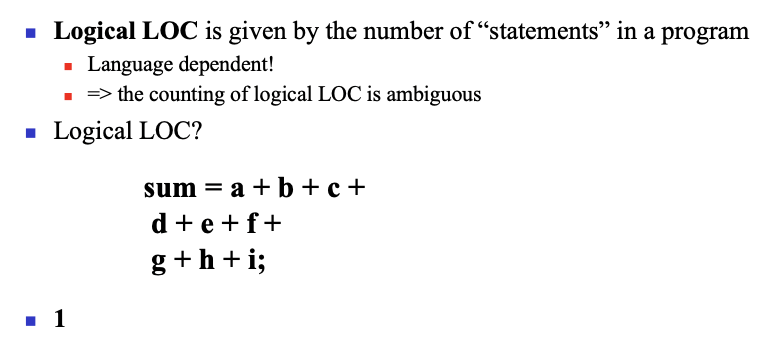 Logical LOC is given by the number of “statements” in a program
Language dependent!
=> the counting of logical LOC is ambiguous
Logical LOC?
sum = a + b + c +
d + e + f +
g + h + i;
1